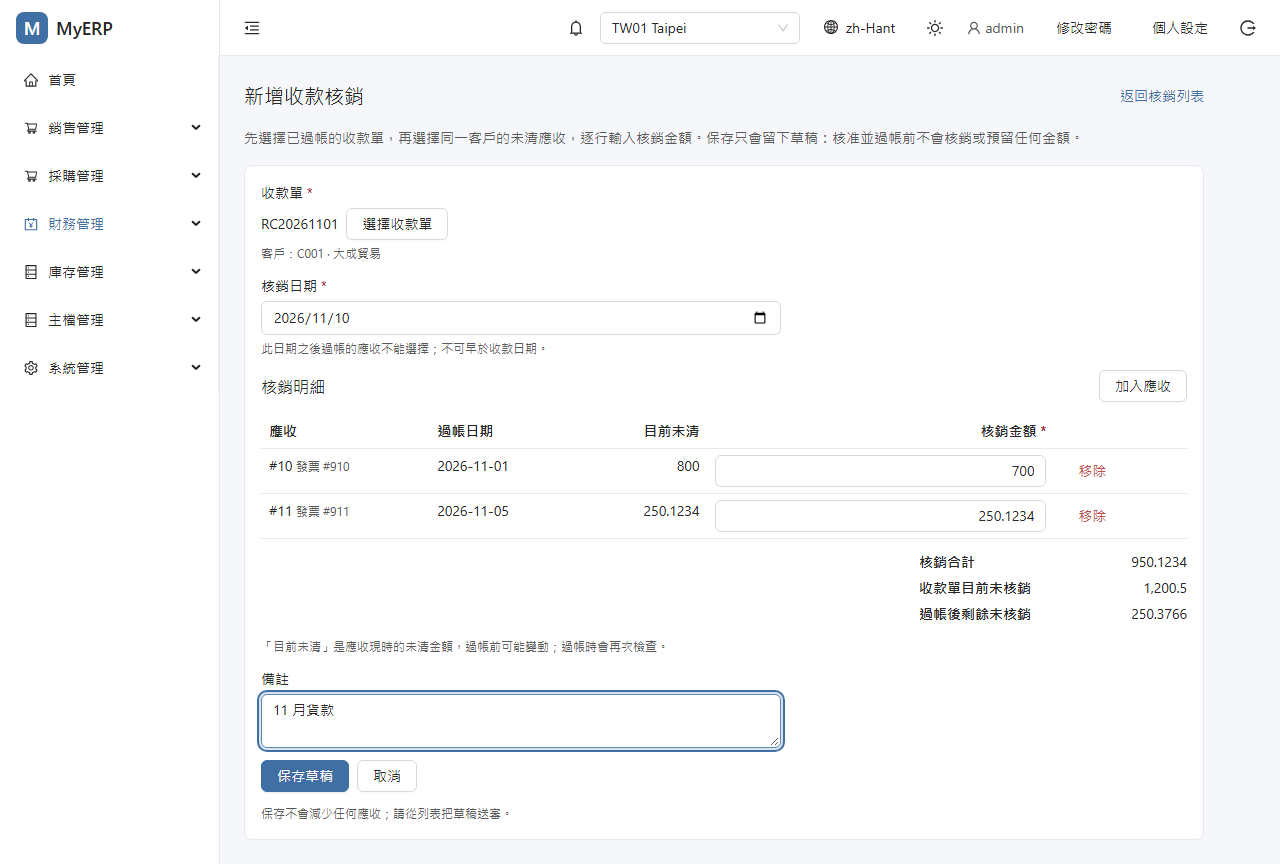 M MyERP
TW01 Taipei
zh-Hant
admin
修改密碼
個人設定
首頁
銷售管理
採購管理
財務管理
庫存管理
主檔管理
系統管理
新增收款核銷
返回核銷列表
先選擇已過帳的收款單，再選擇同一客戶的未清應收，逐行輸入核銷金額。保存只會留下草稿：核准並過帳前不會核銷或預留任何金額。
收款單 *
RC20261101 選擇收款單
客戶：C001 · 大成貿易
核銷日期 *
2026/11/10
此日期之後過帳的應收不能選擇；不可早於收款日期。
核銷明細
加入應收
應收 過帳日期 目前未清 核銷金額 *
#10 發票 #910 2026-11-01 800 700 移除
#11 發票 #911 2026-11-05 250.1234 250.1234 移除
核銷合計 950.1234
收款單目前未核銷 1,200.5
過帳後剩餘未核銷 250.3766
「目前未清」是應收現時的未清金額，過帳前可能變動；過帳時會再次檢查。
備註
11 月貨款
保存草稿 取消
保存不會減少任何應收；請從列表把草稿送審。